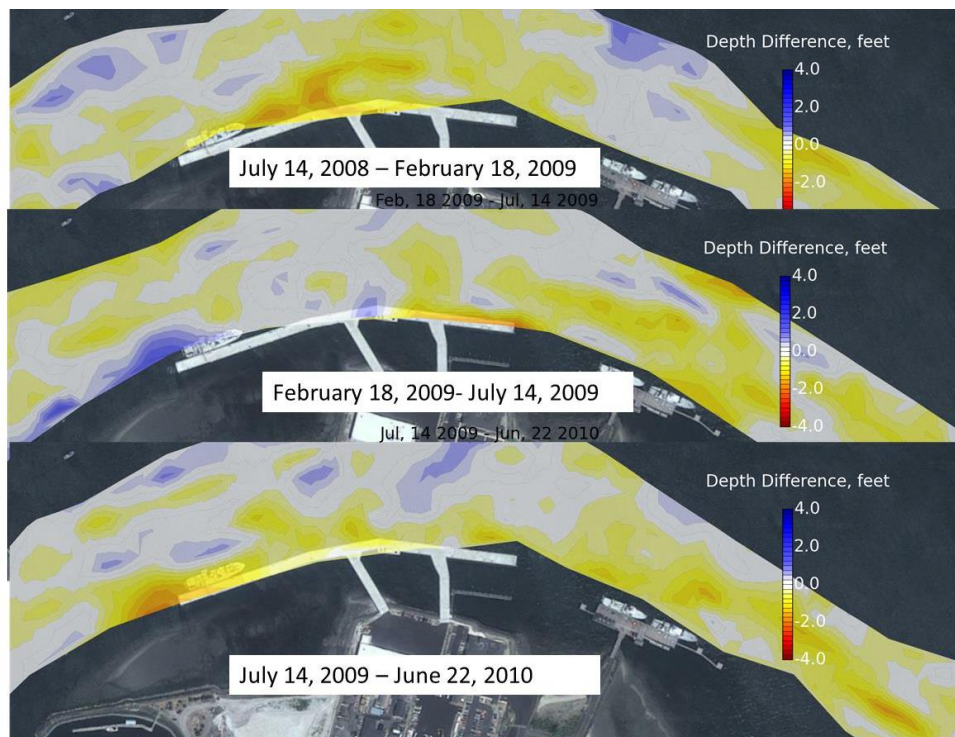 Depth Difference, feet
4.0
2.0
0.0
-2.0
July 14, 2008 – February 18, 2009
Feb, 18 2009 - Jul, 14 2009
Depth Difference, feet
4.0
2.0
0.0
-2.0
-4.0
February 18, 2009- July 14, 2009
Jul, 14 2009 - Jun, 22 2010
Depth Difference, feet
4.0
2.0
0.0
-2.0
-4.0
July 14, 2009 – June 22, 2010